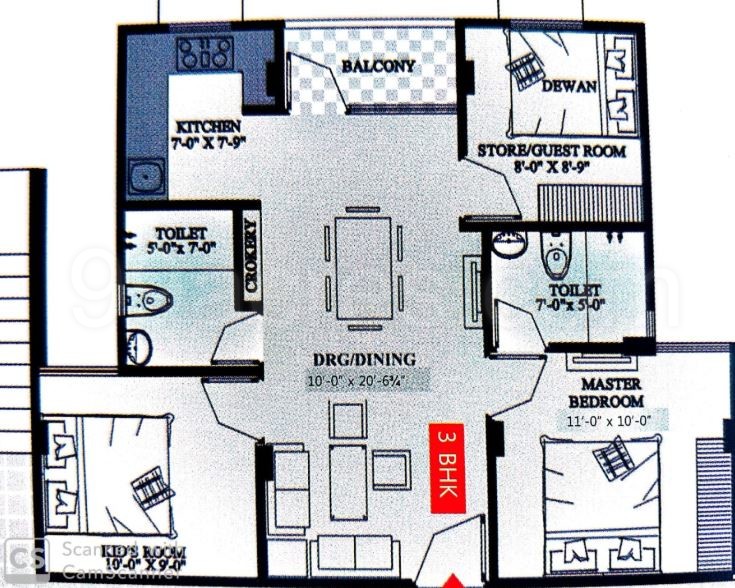 CS
Scanned with
CamScanner
KID'S ROOM
10'-0" X 9'-0"
TOILET
5'-0" x 7'-0"
KITCHEN
7'-0" X 7'-9"
CROKERY
DRG/DINING
10'-0" x 20'-6¾"
BALCONY
3 BHK
STORE/GUEST ROOM
8'-0" X 8'-9"
DEWAN
TOILET
7'-0" x 5'-0"
MASTER
BEDROOM
11'-0" x 10'-0"